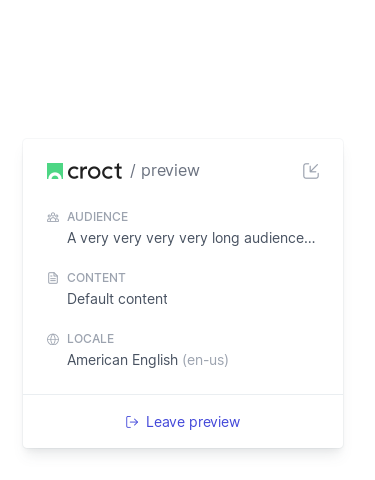 croct / preview
AUDIENCE
A very very very very long audience...
CONTENT
Default content
LOCALE
American English (en-us)
Leave preview